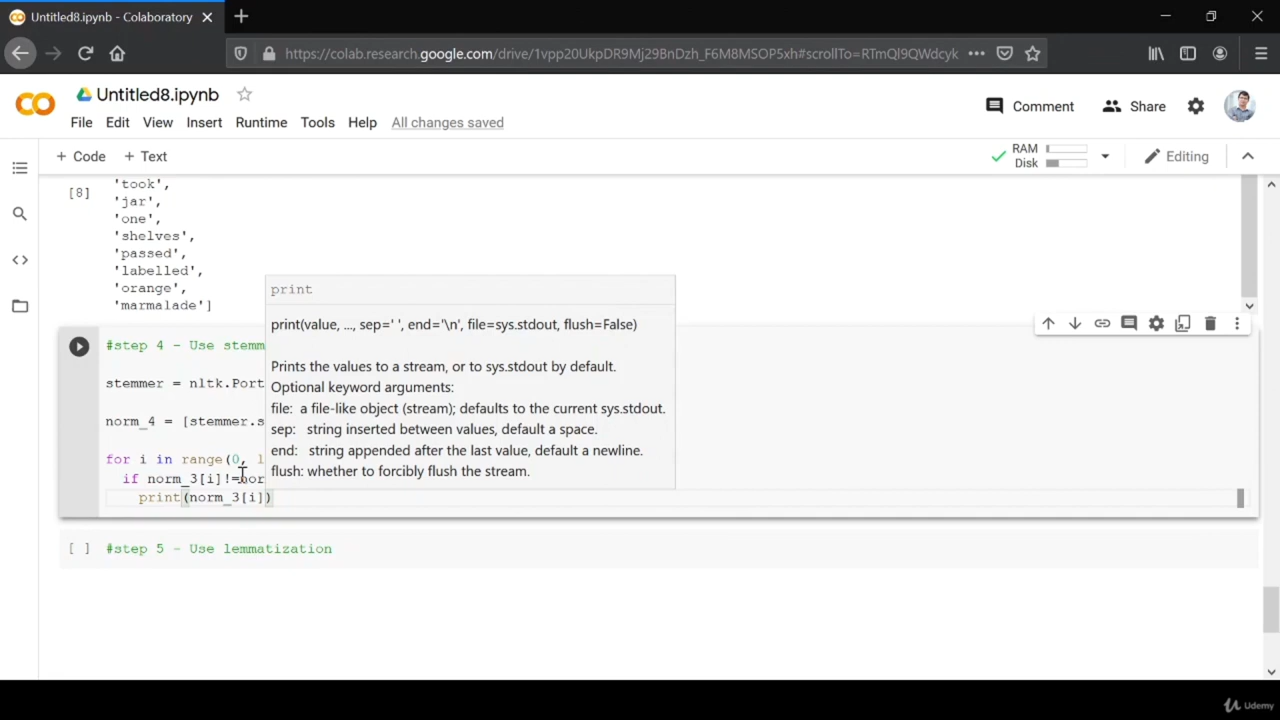 Untitled8.ipynb - Colaboratory
https://colab.research.google.com/drive/1vpp20UkpDR9Mj29BnDzh_F6M8MSOP5xh#scrollTo=RTmQl9QWdcyk
Untitled8.ipynb
Comment
Share
File Edit View Insert Runtime Tools Help All changes saved
+ Code + Text
RAM
Disk
Editing
[8]
'took',
'jar',
'one',
'shelves',
'passed',
'labelled',
'orange',
'marmalade']
print
print(value, ..., sep=' ', end='\n', file=sys.stdout, flush=False)
Prints the values to a stream, or to sys.stdout by default.
Optional keyword arguments:
file: a file-like object (stream); defaults to the current sys.stdout.
sep: string inserted between values, default a space.
end: string appended after the last value, default a newline.
flush: whether to forcibly flush the stream.
#step 4 - Use stemm
stemmer = nltk.Port
norm_4 = [stemmer.s
for i in range(0, l
if norm_3[i]!=nor
print(norm_3[i])
[ ] #step 5 - Use lemmatization
Udemy